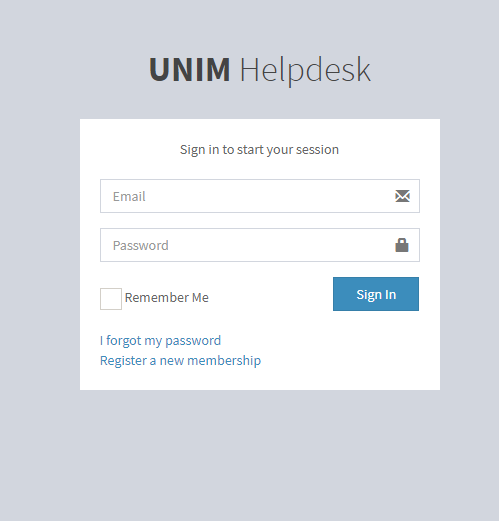 UNIM Helpdesk
Sign in to start your session
Email
Password
Remember Me
Sign In
I forgot my password
Register a new membership